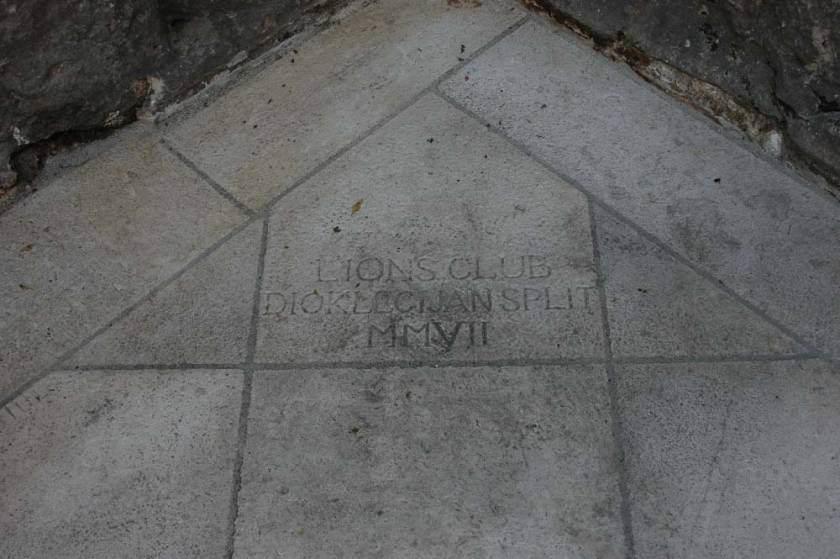 LIONS CLUB
DIOKLECIJAN SPLIT
MMVII